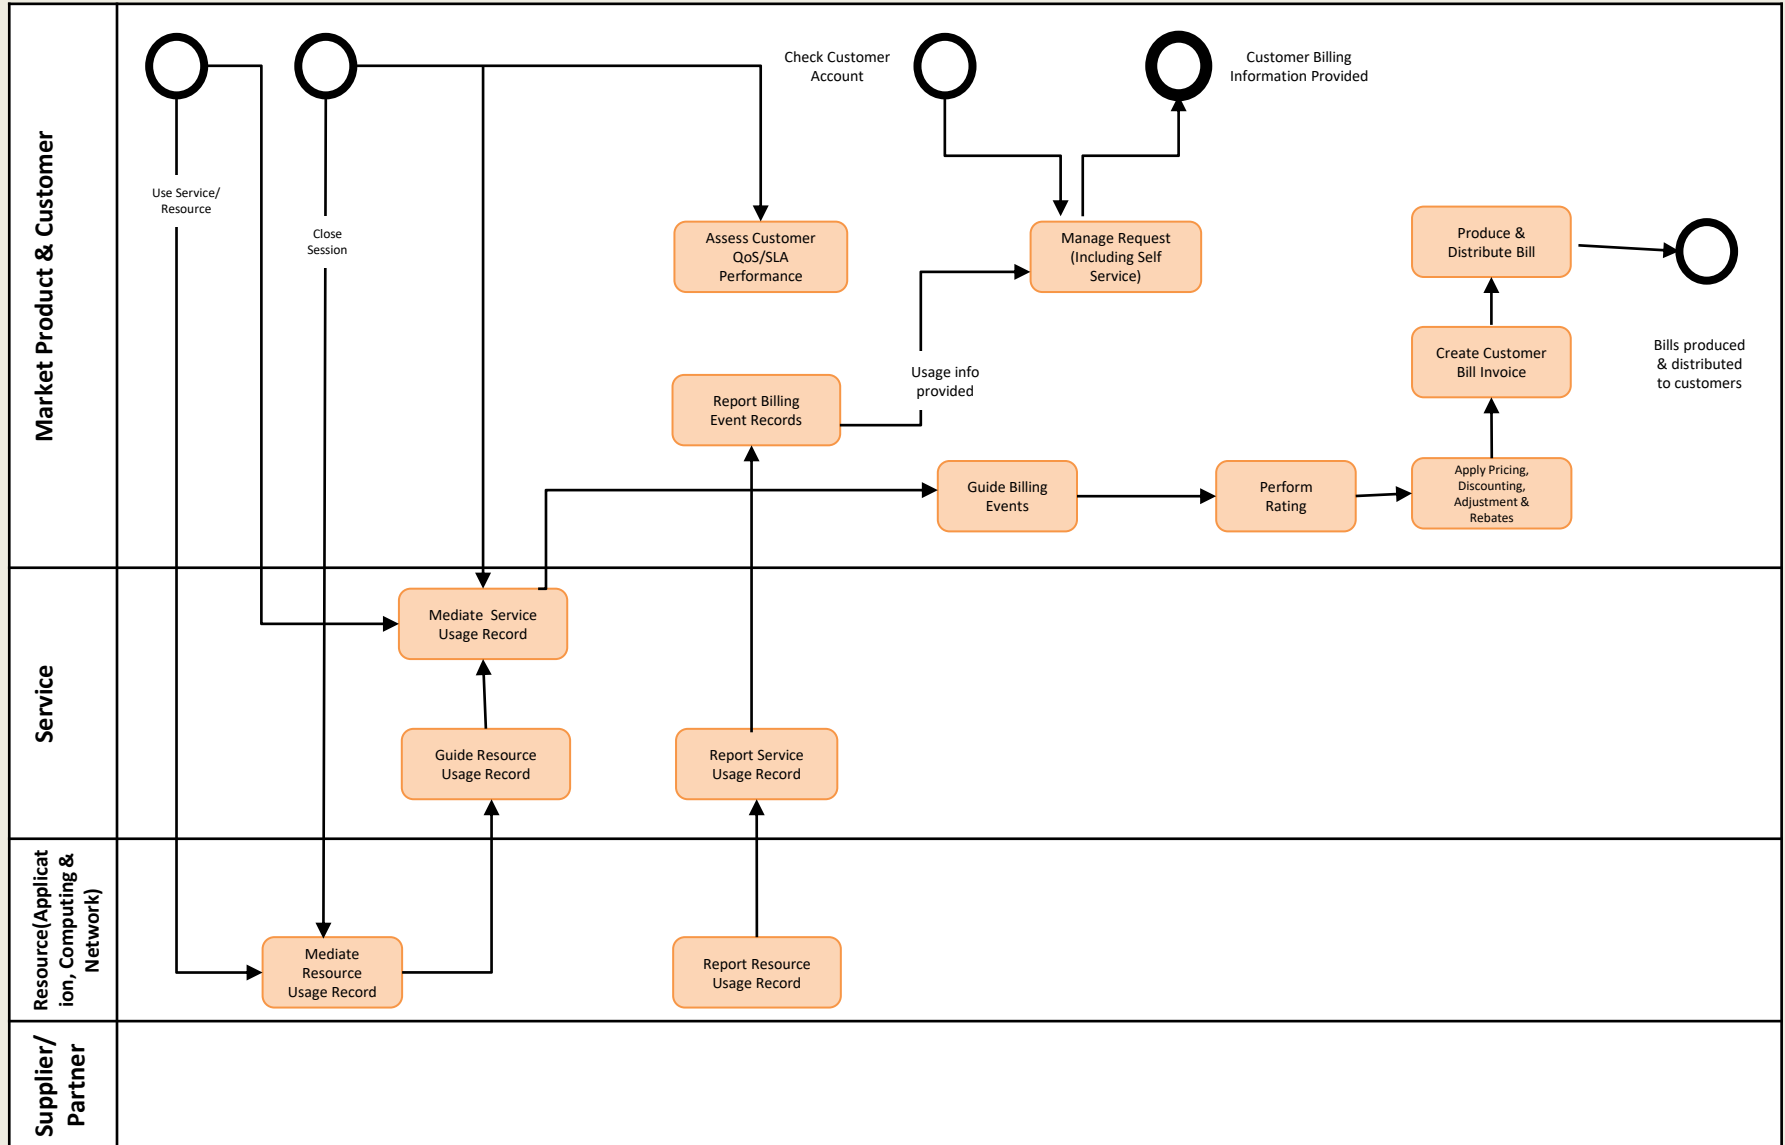 Market Product & Customer
Check Customer
Account
Customer Billing
Information Provided
Use Service/
Resource
Close
Session
Assess Customer
QoS/SLA
Performance
Manage Request
(Including Self
Service)
Produce &
Distribute Bill
Create Customer
Bill Invoice
Bills produced
& distributed
to customers
Usage info
provided
Report Billing
Event Records
Guide Billing
Events
Perform
Rating
Apply Pricing,
Discounting,
Adjustment &
Rebates
Service
Mediate  Service
Usage Record
Guide Resource
Usage Record
Report Service
Usage Record
Resource(Applicat
ion, Computing &
Network)
Mediate
Resource
Usage Record
Report Resource
Usage Record
Supplier/
Partner